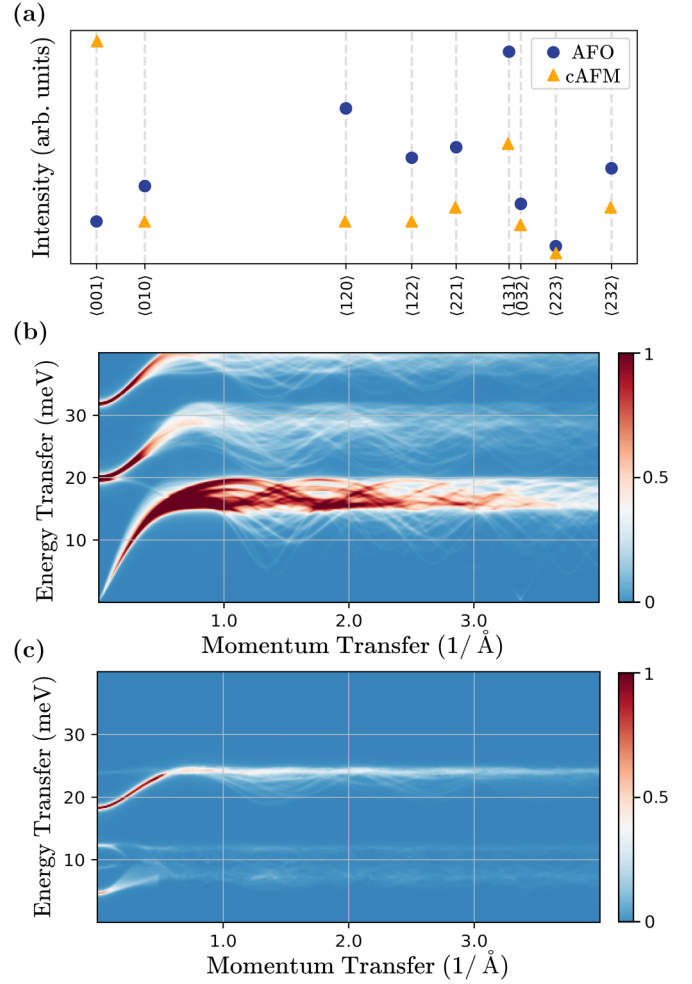 (a)
Intensity (arb. units)
AFO
cAFM
⟨001⟩
⟨010⟩
⟨120⟩
⟨122⟩
⟨221⟩
⟨131⟩
⟨032⟩
⟨223⟩
⟨232⟩
(b)
Energy Transfer (meV)
30
20
10
1.0
2.0
3.0
Momentum Transfer (1/ Å)
1
0.5
0
(c)
Energy Transfer (meV)
30
20
10
1.0
2.0
3.0
Momentum Transfer (1/ Å)
1
0.5
0